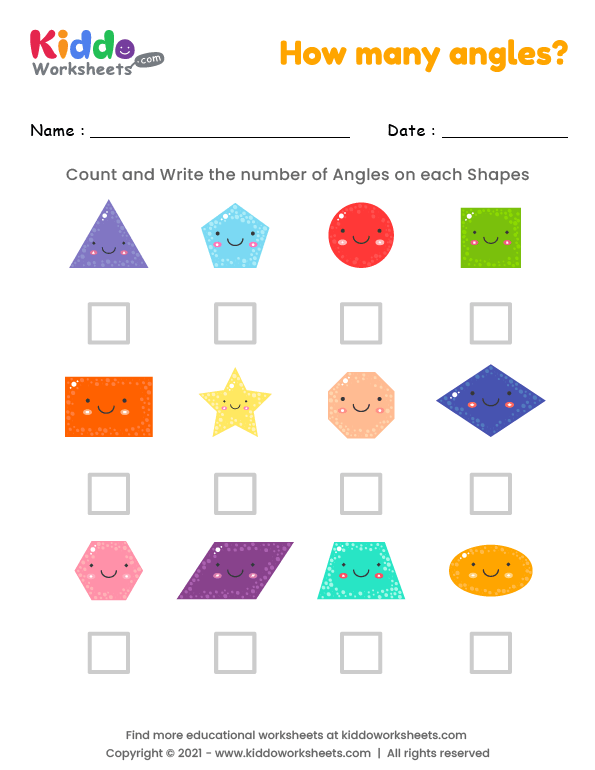 Kiddo
Worksheets .com
How many angles?
Name :
Date :
Count and Write the number of Angles on each Shapes
Find more educational worksheets at kiddoworksheets.com
Copyright © 2021 - www.kiddoworksheets.com | All rights reserved